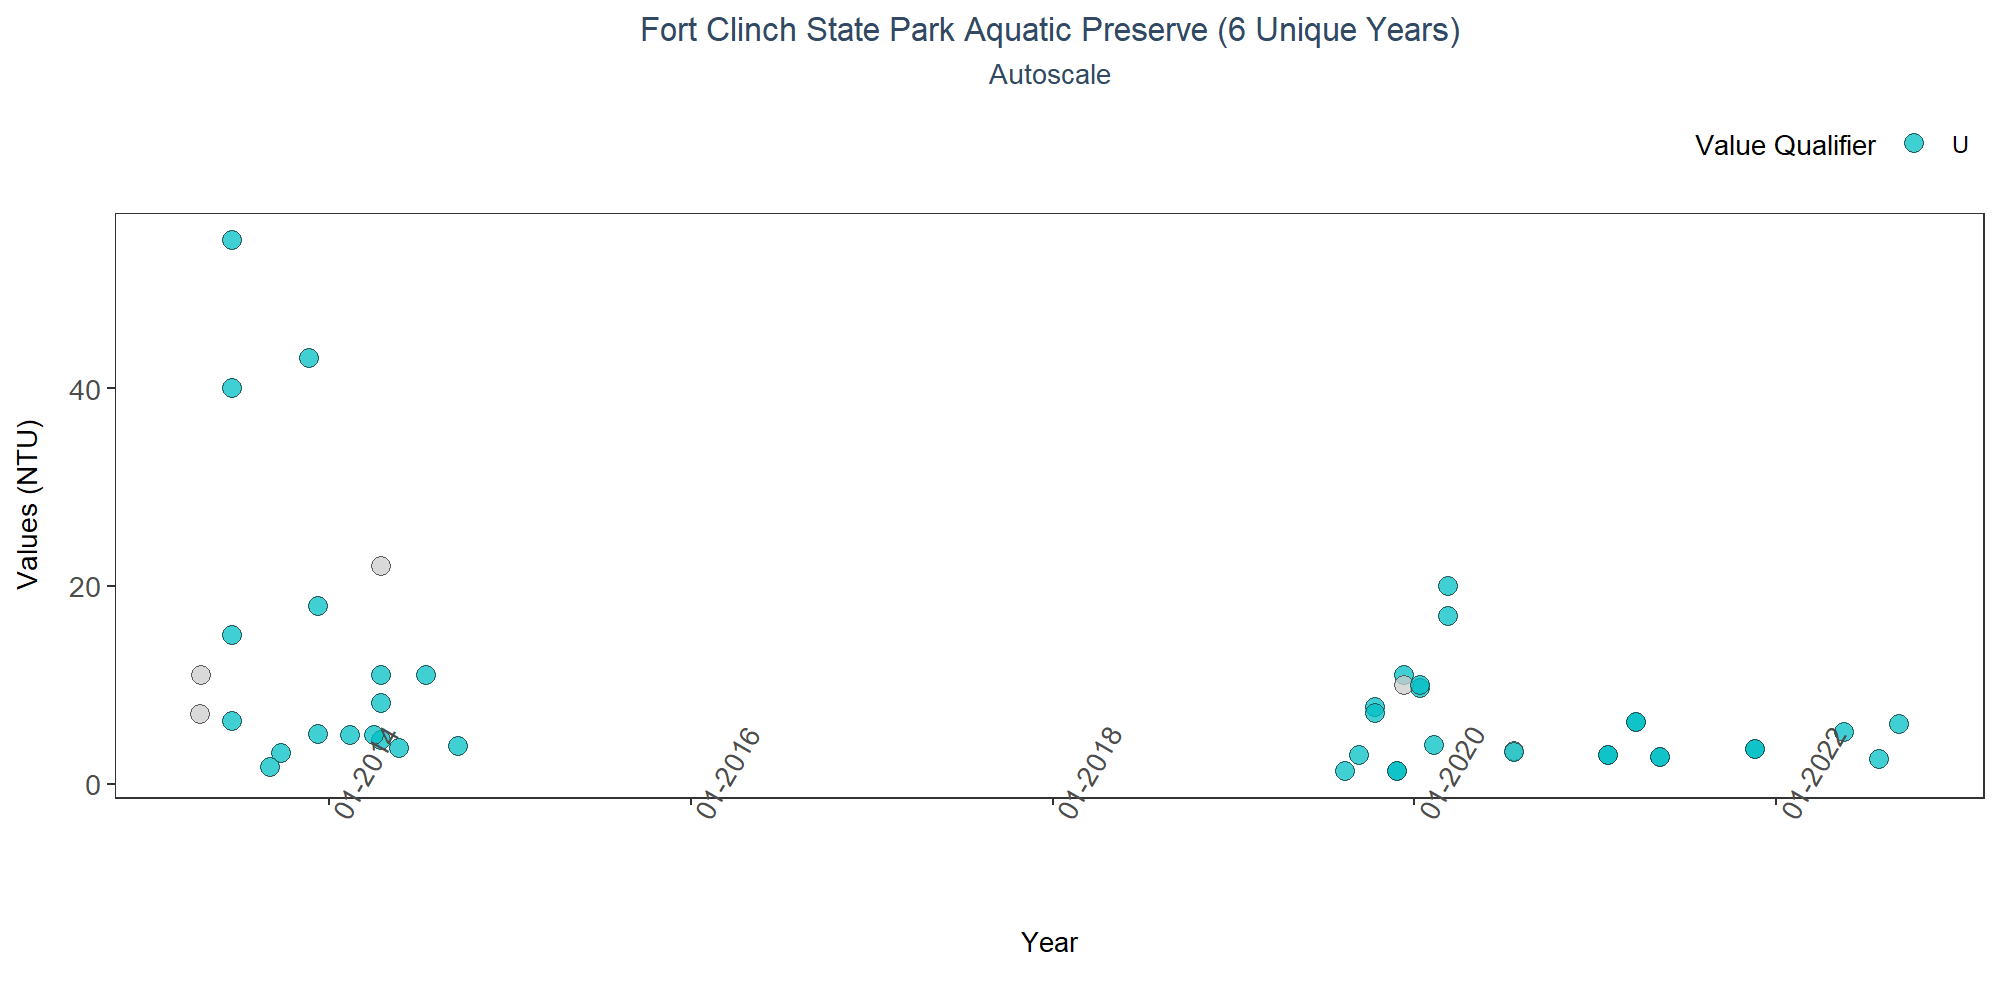 Fort Clinch State Park Aquatic Preserve (6 Unique Years)
Autoscale
Value Qualifier U
Values (NTU)
40
20
0
01-2014
01-2016
01-2018
01-2020
01-2022
Year